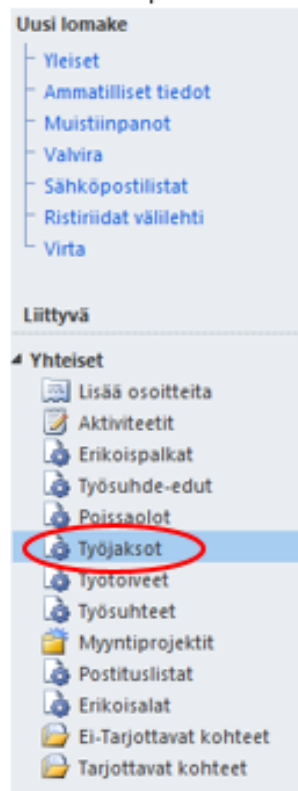 Uusi lomake
Yleiset
Ammatilliset tiedot
Muistiinpanot
Valvira
Sähköpostilistat
Ristiriidat välilehti
Virta
Liittyvä
Yhteiset
Lisää osoitteita
Aktiviteetit
Erikoispalkat
Työsuhde-edut
Poissaolot
Työjaksot
Työtoiveet
Työsuhteet
Myyntiprojektit
Postituslistat
Erikoisalat
Ei-Tarjottavat kohteet
Tarjottavat kohteet